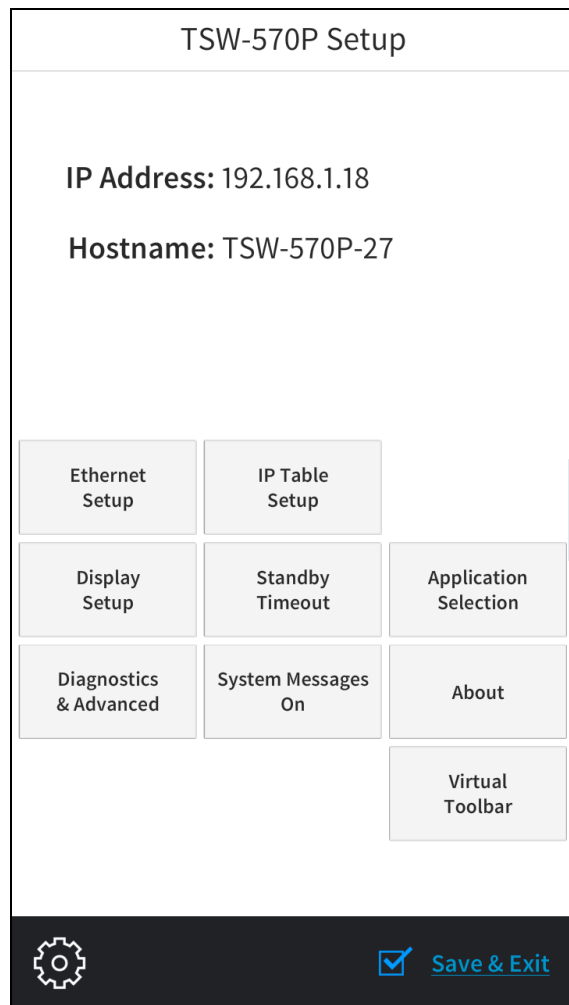 TSW-570P Setup
IP Address: 192.168.1.18
Hostname: TSW-570P-27
Ethernet
Setup
IP Table
Setup
Display
Setup
Standby
Timeout
Application
Selection
Diagnostics
& Advanced
System Messages
On
About
Virtual
Toolbar
Save & Exit